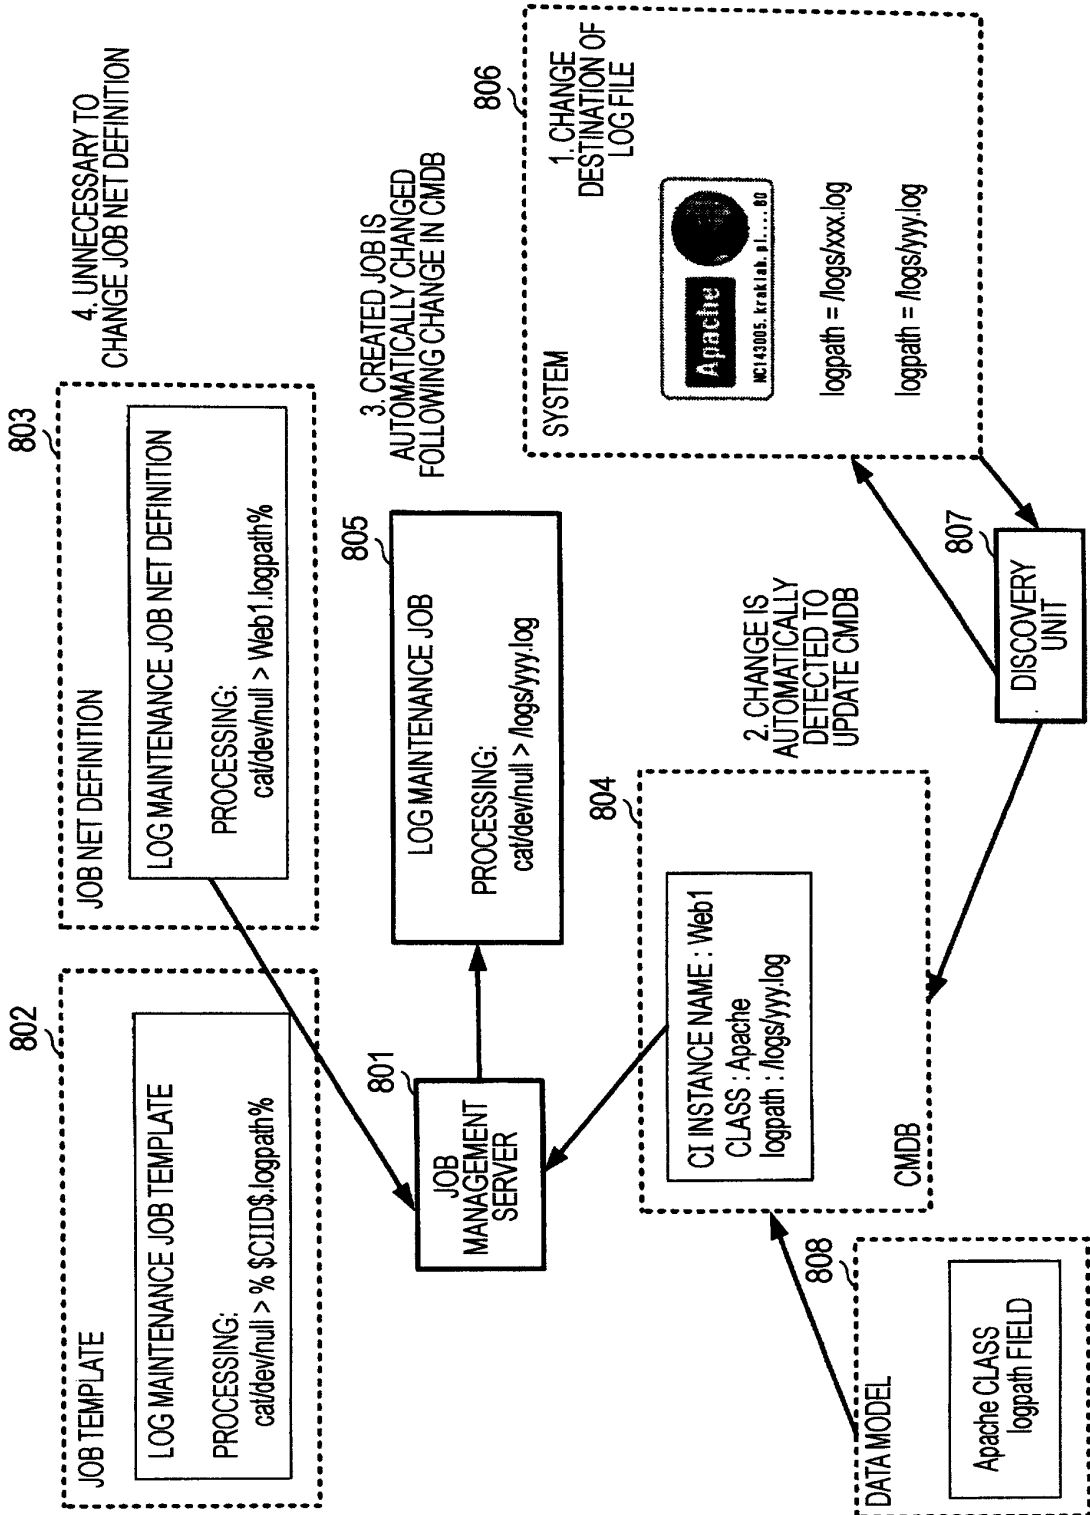 JOB TEMPLATE
802
LOG MAINTENANCE JOB TEMPLATE
PROCESSING:
cat/dev/null > % $CIID$.logpath%
JOB NET DEFINITION
803
LOG MAINTENANCE JOB NET DEFINITION
PROCESSING:
cat/dev/null > Web1.logpath%
4. UNNECESSARY TO
CHANGE JOB NET DEFINITION
801
JOB
MANAGEMENT
SERVER
805
LOG MAINTENANCE JOB
PROCESSING:
cat/dev/null > /logs/yyy.log
3. CREATED JOB IS
AUTOMATICALLY CHANGED
FOLLOWING CHANGE IN CMDB
804
CI INSTANCE NAME : Web1
CLASS : Apache
logpath : /logs/yyy.log
CMDB
2. CHANGE IS
AUTOMATICALLY
DETECTED TO
UPDATE CMDB
806
SYSTEM
1. CHANGE
DESTINATION OF
LOG FILE
Apache
NC143005.kraklab.pl....80
logpath = /logs/xxx.log
logpath = /logs/yyy.log
808
DATA MODEL
Apache CLASS
logpath FIELD
807
DISCOVERY
UNIT